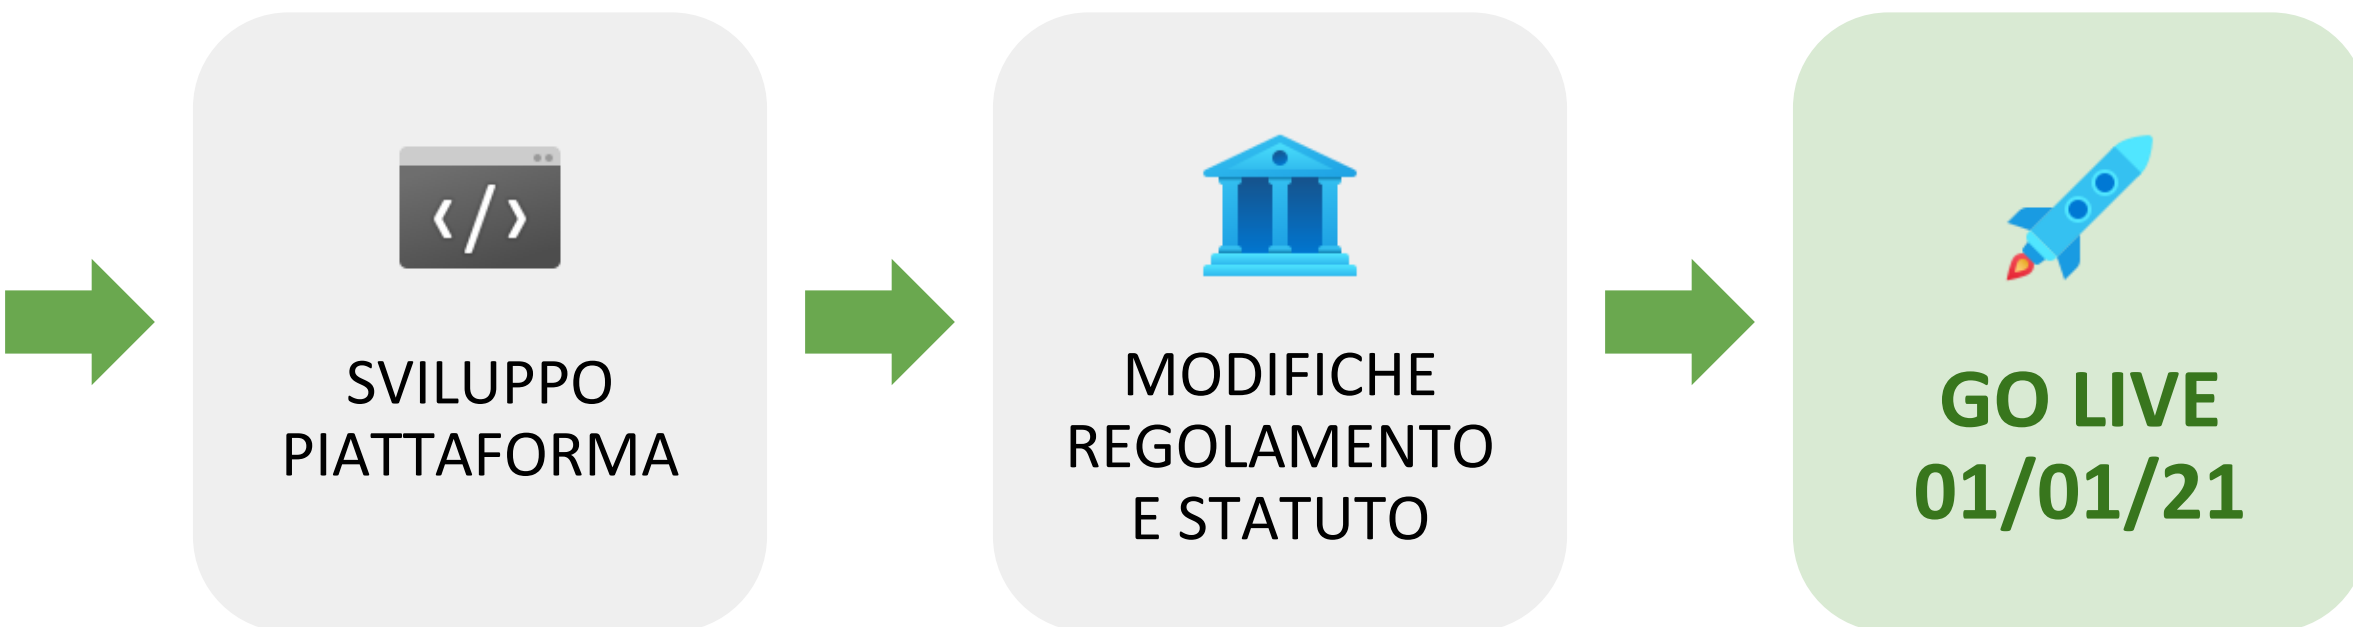 SVILUPPO
PIATTAFORMA
MODIFICHE
REGOLAMENTO
E STATUTO
GO LIVE
01/01/21